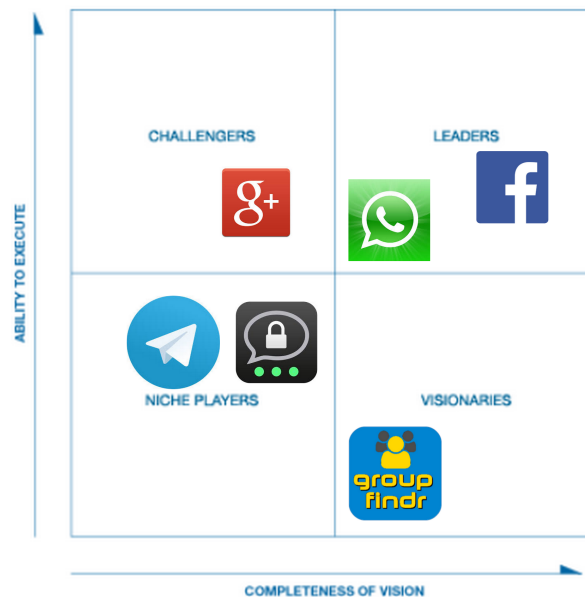 CHALLENGERS
LEADERS
g+
f
ABILITY TO EXECUTE
NICHE PLAYERS
VISIONARIES
group
findr
COMPLETENESS OF VISION